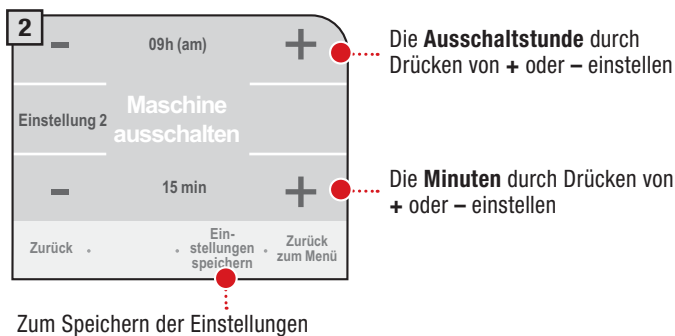 2
– 09h (am) +
Die Ausschaltstunde durch
Drücken von + oder – einstellen
Einstellung 2
Maschine
ausschalten
– 15 min +
Die Minuten durch Drücken von
+ oder – einstellen
Zurück
Ein-
stellungen
speichern
Zurück
zum Menü
Zum Speichern der Einstellungen